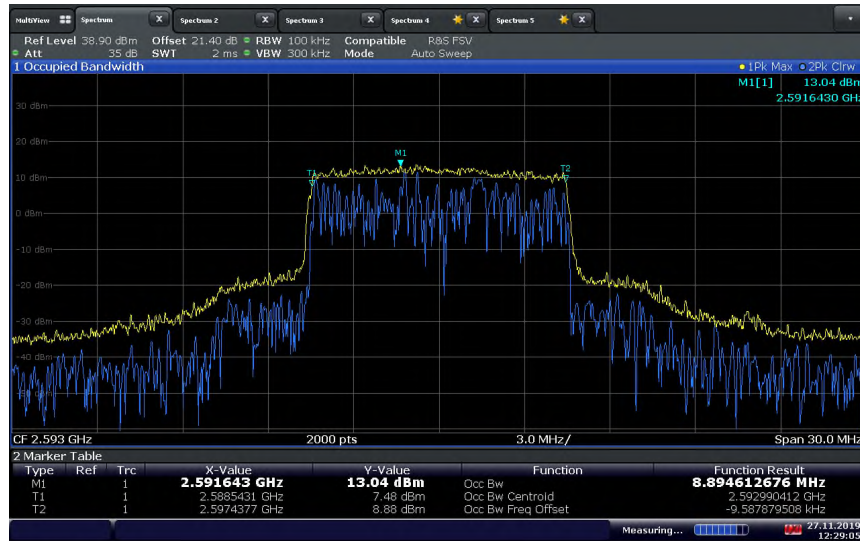 MultiView Spectrum X Spectrum 2 X Spectrum 3 X Spectrum 4 X Spectrum 5 X
Ref Level 38.90 dBm Offset 21.40 dB RBW 100 kHz Compatible R&S FSV
Att 35 dB SWT 2 ms VBW 300 kHz Mode Auto Sweep
1 Occupied Bandwidth 1Pk Max 2Pk Clrw
M1[1] 13.04 dBm
2.5916430 GHz
30 dBm
20 dBm
M1
T1 T2
10 dBm
0 dBm
-10 dBm
-20 dBm
-30 dBm
-40 dBm
CF 2.593 GHz 2000 pts 3.0 MHz/ Span 30.0 MHz
2 Marker Table
Type Ref Trc X-Value Y-Value Function Function Result
M1 1 2.591643 GHz 13.04 dBm Occ Bw 8.894612676 MHz
T1 1 2.5885431 GHz 7.48 dBm Occ Bw Centroid 2.592990412 GHz
T2 1 2.5974377 GHz 8.88 dBm Occ Bw Freq Offset -9.587879508 kHz
Measuring... 27.11.2019
12:29:05